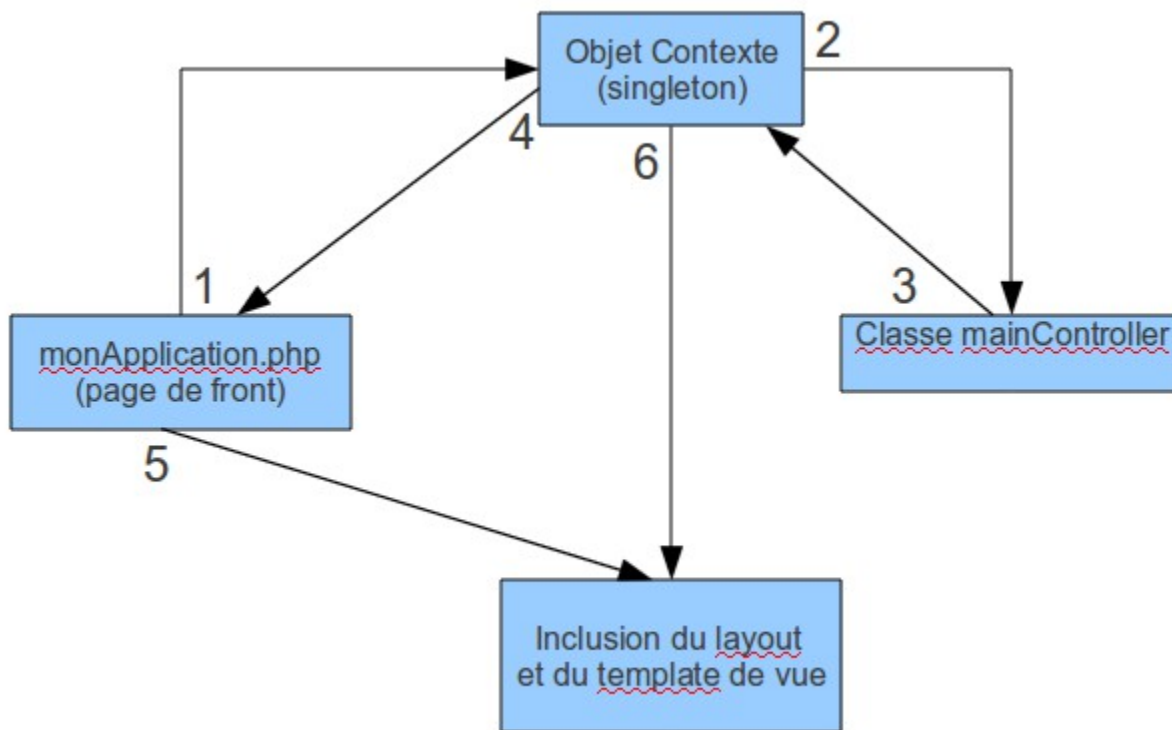 Objet Contexte
(singleton)
2
4
6
1
3
monApplication.php
(page de front)
Classe mainController
5
Inclusion du layout
et du template de vue